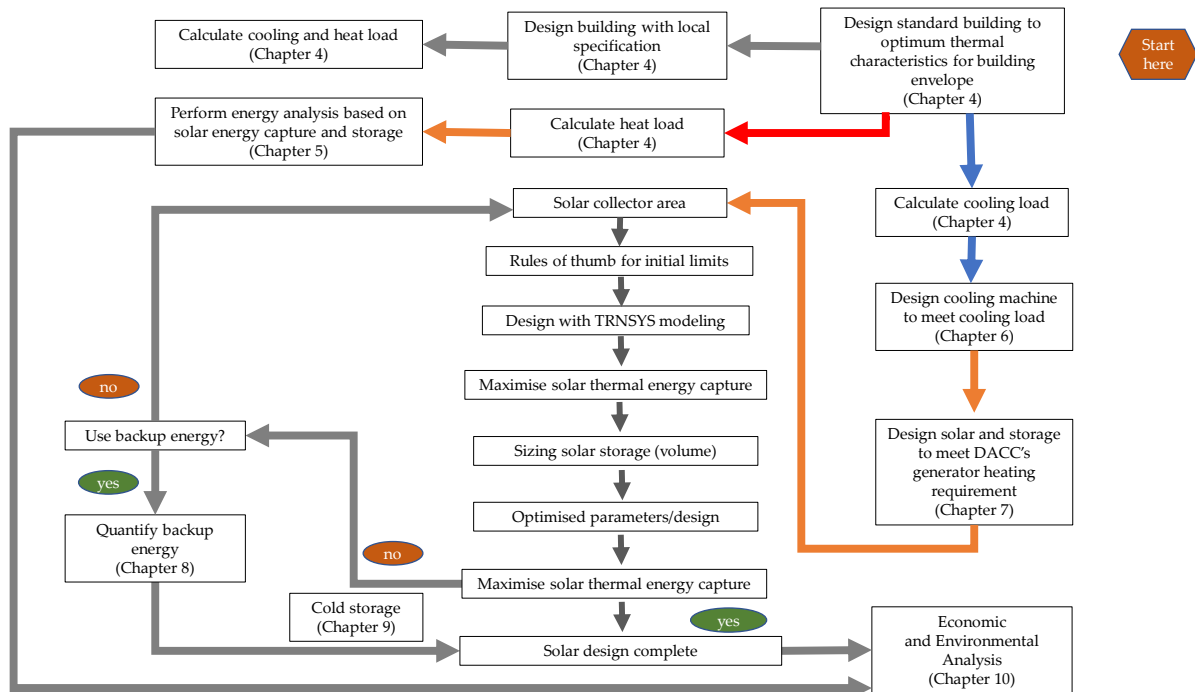 Calculate cooling and heat load
(Chapter 4)
Design building with local
specification
(Chapter 4)
Design standard building to
optimum thermal
characteristics for building
envelope
(Chapter 4)
Start
here
Perform energy analysis based on
solar energy capture and storage
(Chapter 5)
Calculate heat load
(Chapter 4)
Solar collector area
Calculate cooling load
(Chapter 4)
Rules of thumb for initial limits
Design with TRNSYS modeling
Design cooling machine
to meet cooling load
(Chapter 6)
Maximise solar thermal energy capture
no
Use backup energy?
Sizing solar storage (volume)
Design solar and storage
to meet DACC's
generator heating
requirement
(Chapter 7)
yes
Optimised parameters/design
Quantify backup
energy
(Chapter 8)
no
Maximise solar thermal energy capture
Cold storage
(Chapter 9)
yes
Solar design complete
Economic
and Environmental
Analysis
(Chapter 10)